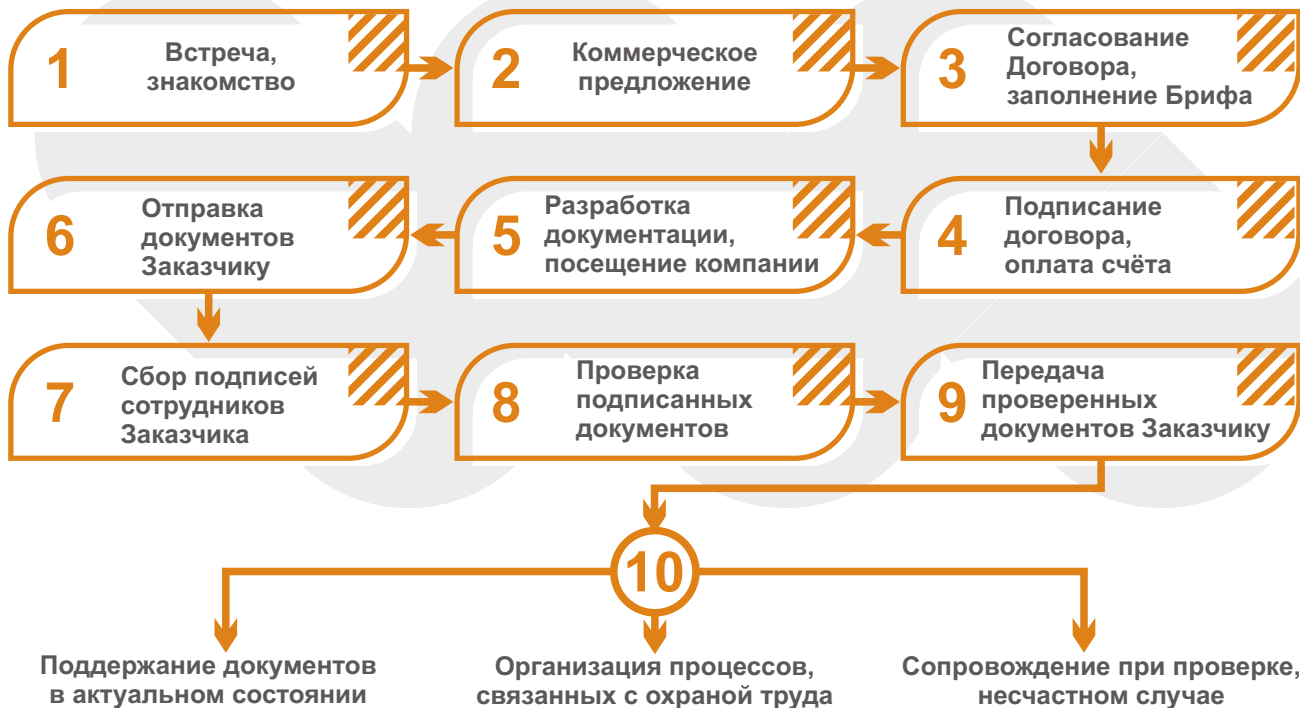 1
Встреча,
знакомство
2
Коммерческое
предложение
3
Согласование
Договора,
заполнение Брифа
6
Отправка
документов
Заказчику
5
Разработка
документации,
посещение компании
4
Подписание
договора,
оплата счёта
7
Сбор подписей
сотрудников
Заказчика
8
Проверка
подписанных
документов
9
Передача
проверенных
документов Заказчику
10
Поддержание документов
в актуальном состоянии
Организация процессов,
связанных с охраной труда
Сопровождение при проверке,
несчастном случае